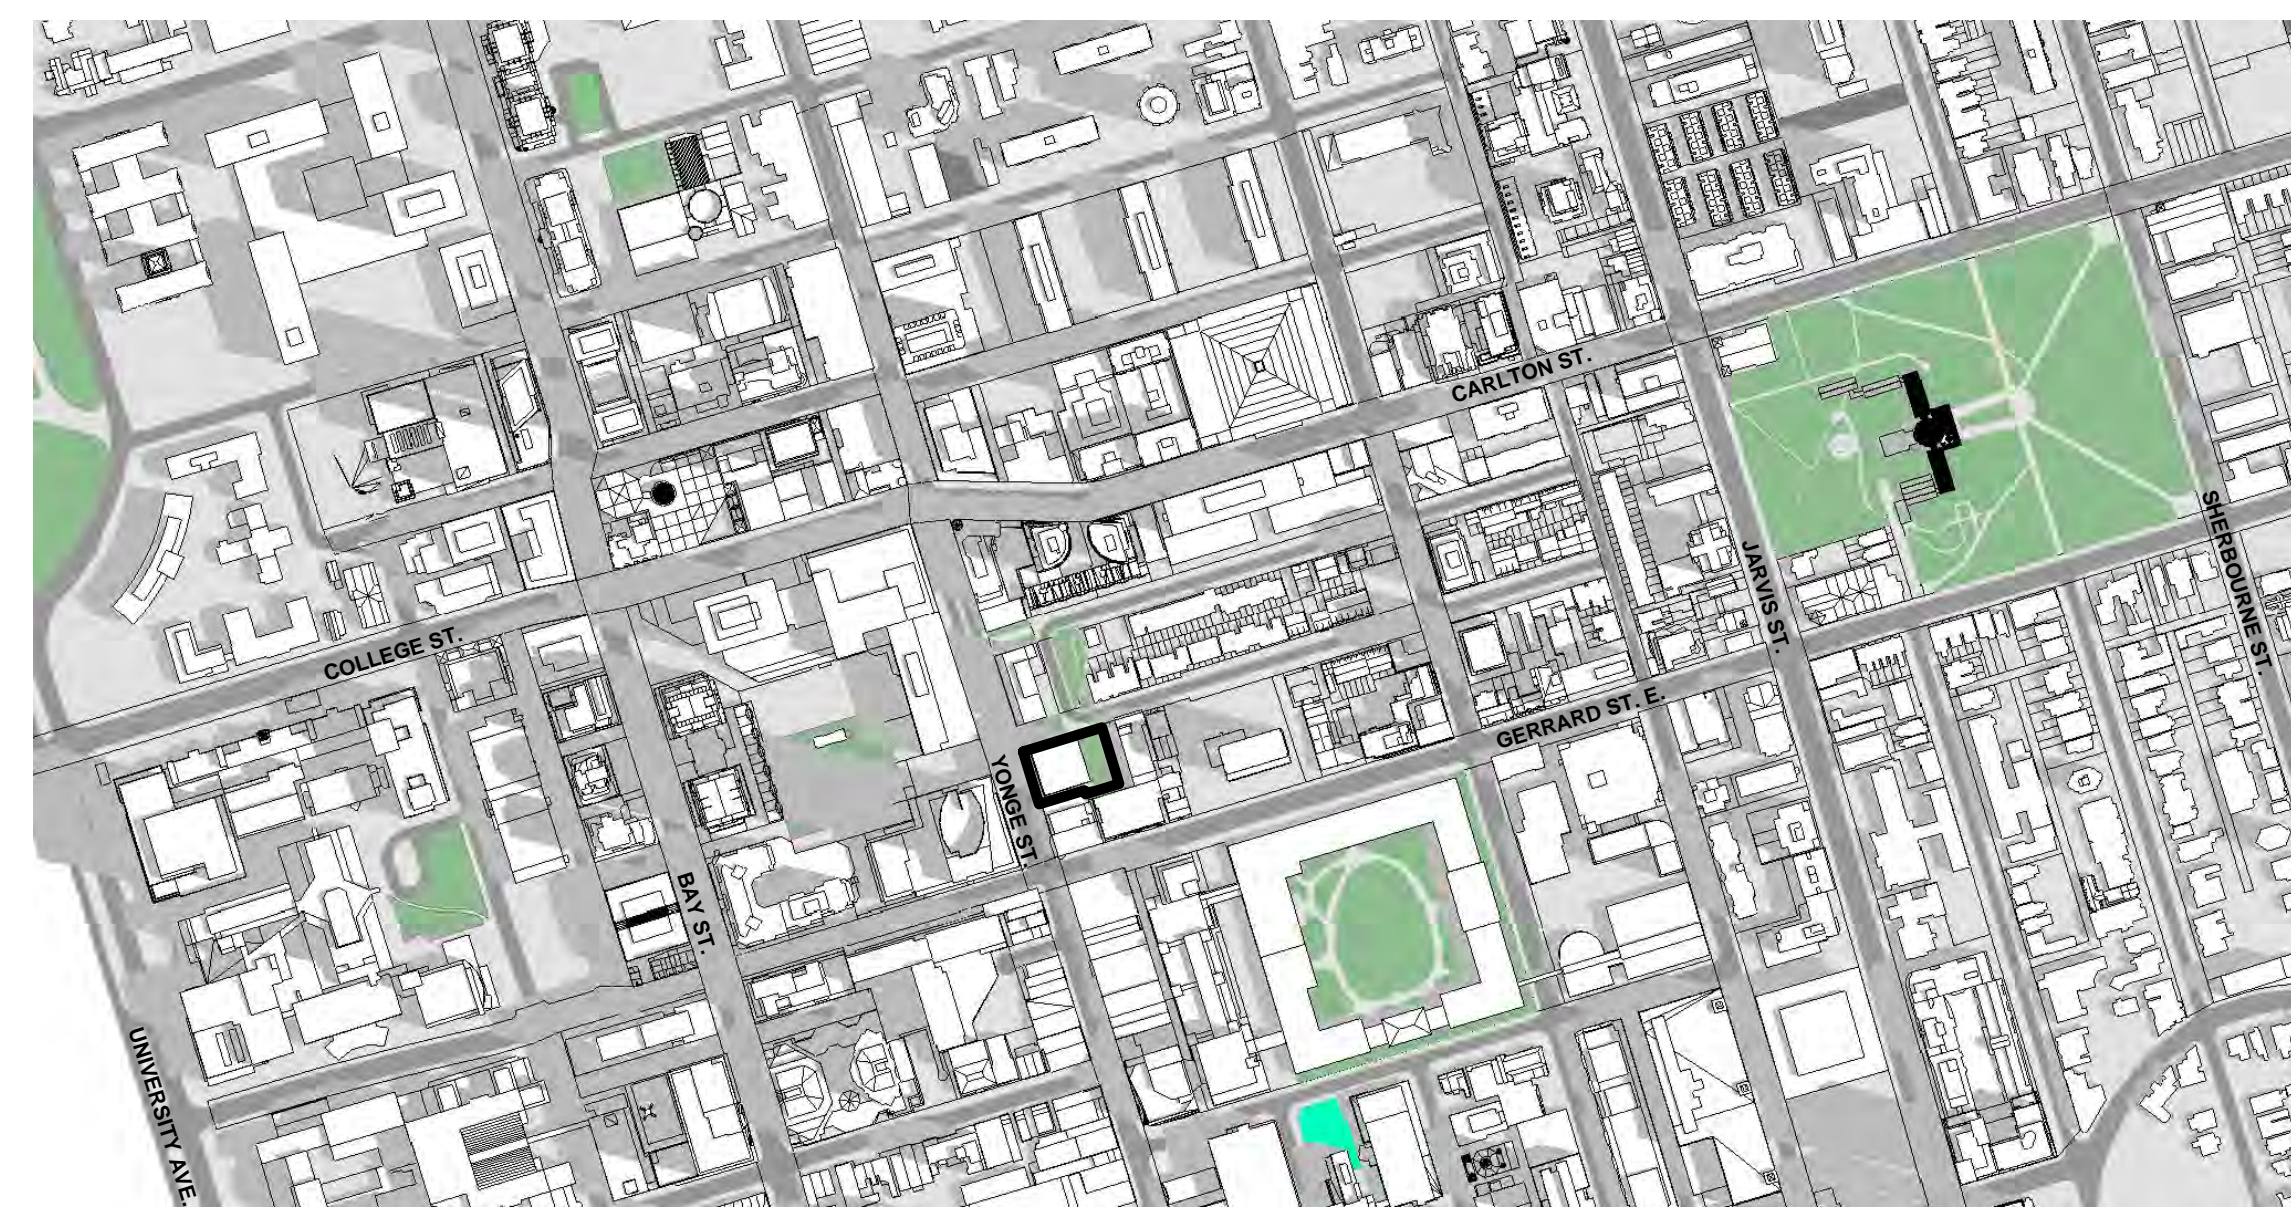 CARLTON ST.
SHERBOURNE ST.
JARVIS ST.
COLLEGE ST.
GERRARD ST. E.
YONGE ST.
BAY ST.
UNIVERSITY AVE.